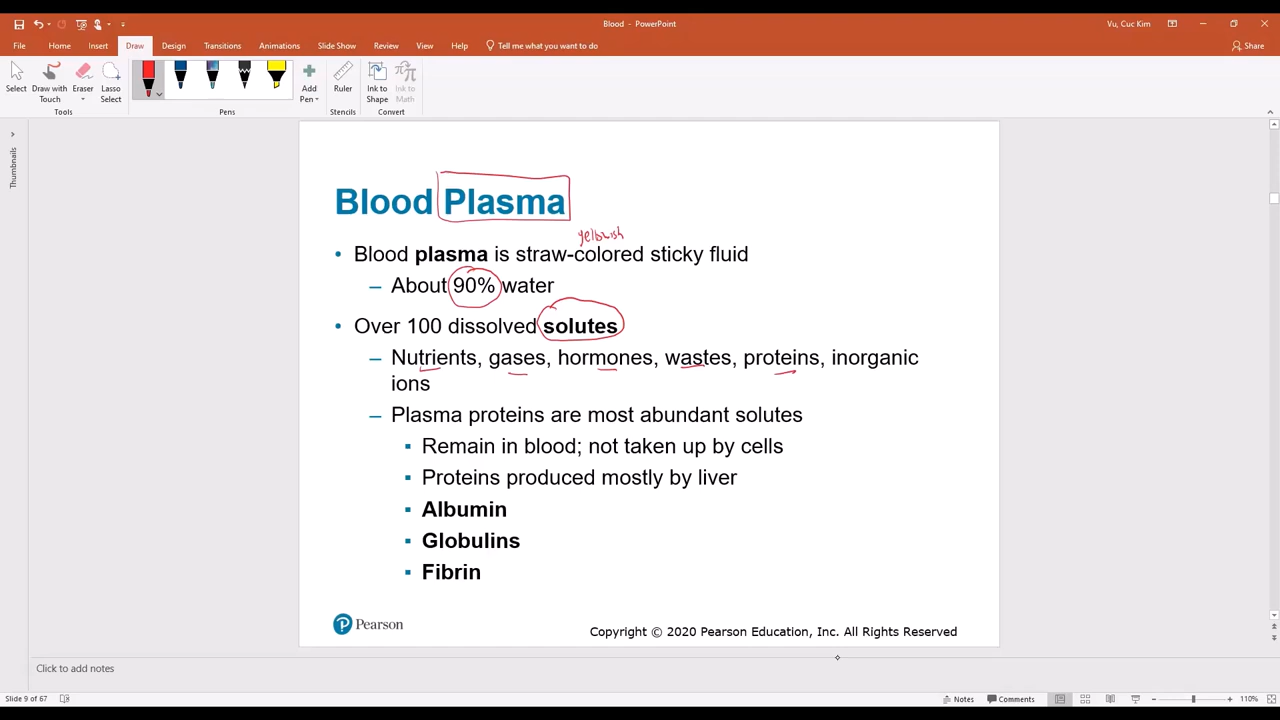 Blood - PowerPoint
Vu, Cuc Kim
File Home Insert Draw Design Transitions Animations Slide Show Review View Help Tell me what you want to do Share
Select Draw with Touch Eraser Lasso Select Add Pen Ruler Ink to Shape Ink to Math
Tools Pens Stencils Convert
Thumbnails
Blood Plasma
yellowish
• Blood plasma is straw-colored sticky fluid
– About 90% water
• Over 100 dissolved solutes
– Nutrients, gases, hormones, wastes, proteins, inorganic
ions
– Plasma proteins are most abundant solutes
▪ Remain in blood; not taken up by cells
▪ Proteins produced mostly by liver
▪ Albumin
▪ Globulins
▪ Fibrin
Pearson
Copyright © 2020 Pearson Education, Inc. All Rights Reserved
Click to add notes
Slide 9 of 67 Notes Comments 110%